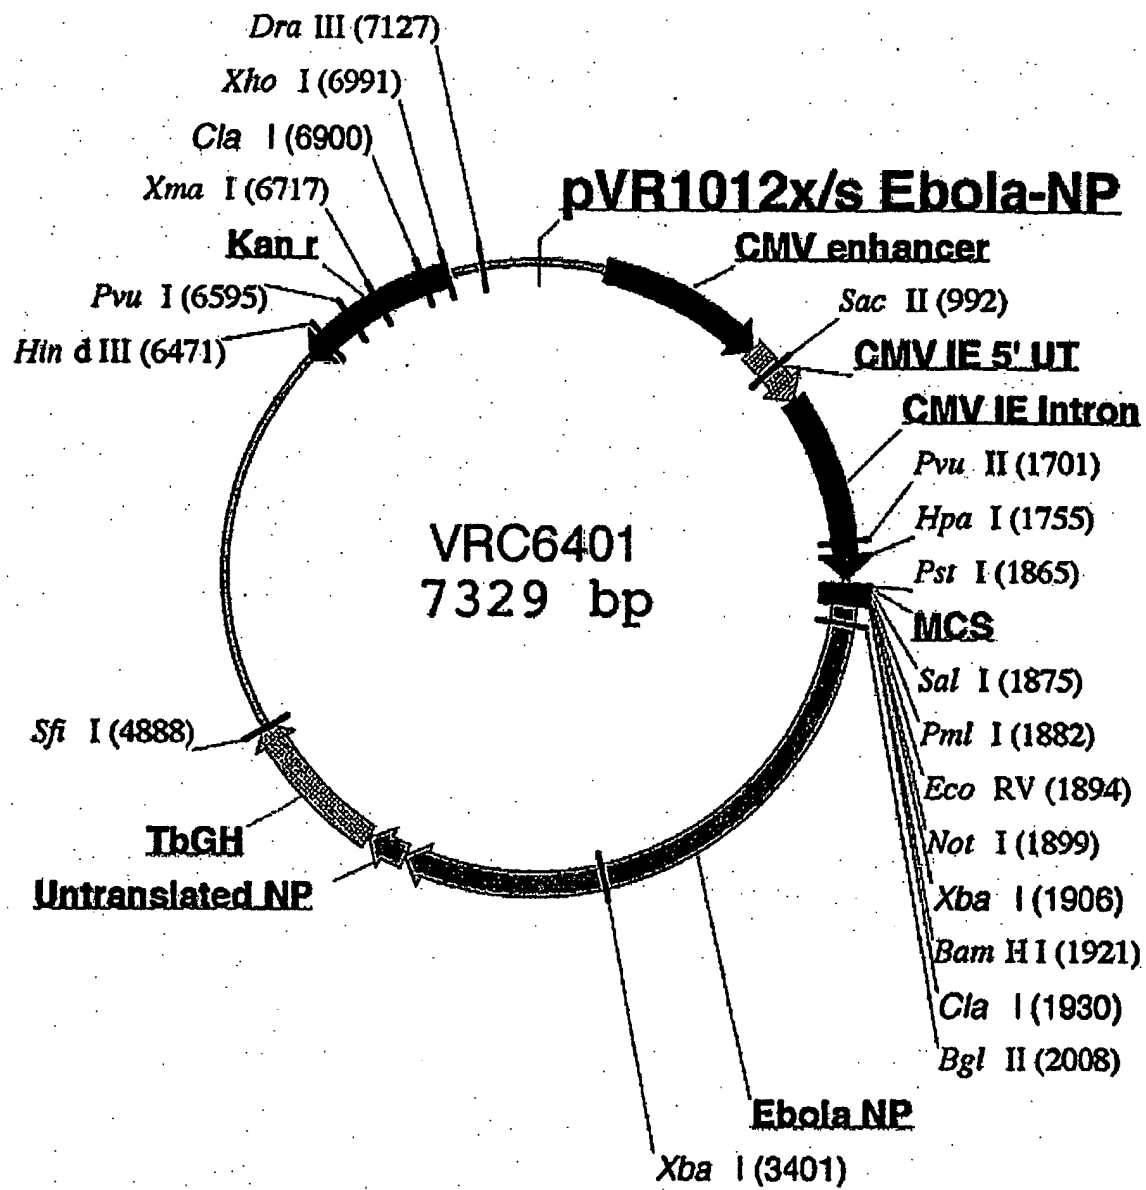 Dra III (7127)
Xho I (6991)
Cla I (6900)
Xma I (6717)
Kan r
Pvu I (6595)
Hin d III (6471)
pVR1012x/s Ebola-NP
CMV enhancer
Sac II (992)
CMV IE 5' UT
CMV IE Intron
Pvu II (1701)
Hpa I (1755)
Pst I (1865)
MCS
Sal I (1875)
Pml I (1882)
Eco RV (1894)
Not I (1899)
Xba I (1906)
Bam H I (1921)
Cla I (1930)
Bgl II (2008)
VRC6401
7329 bp
Sfi I (4888)
TbGH
Untranslated NP
Ebola NP
Xba I (3401)